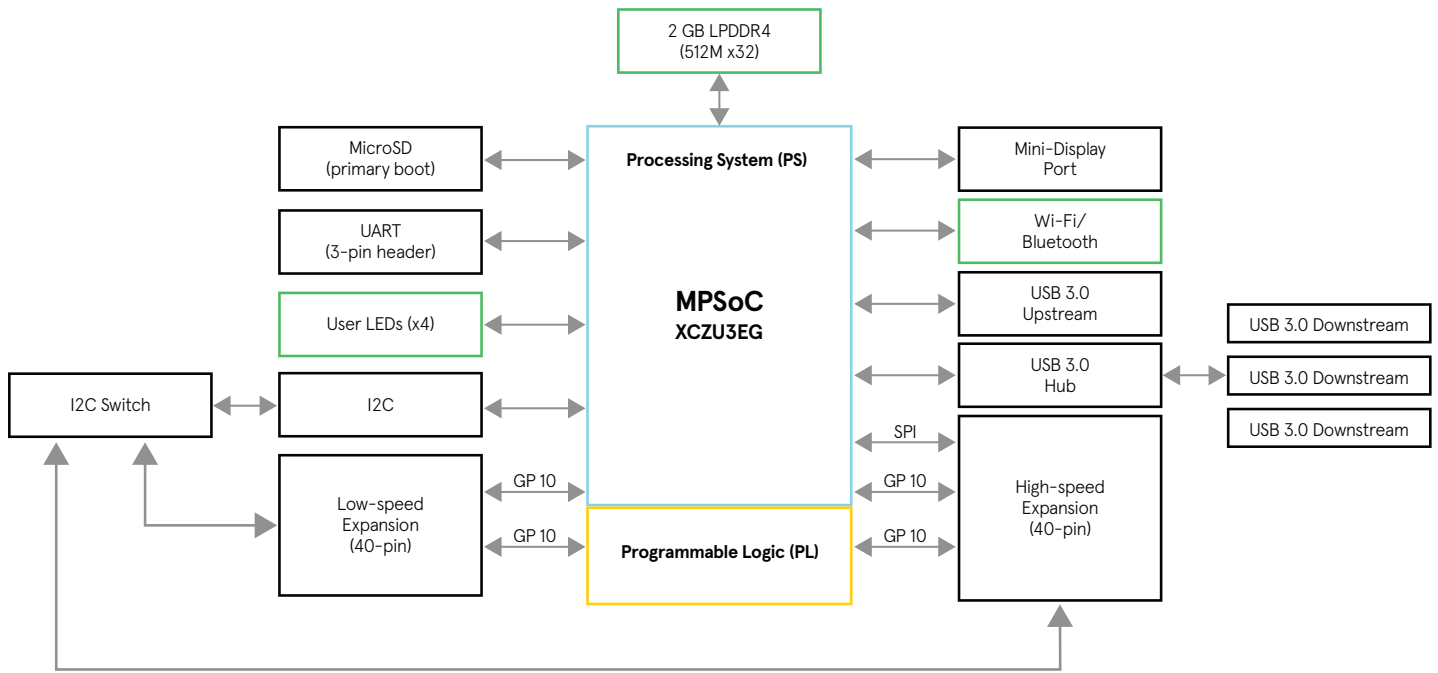 2 GB LPDDR4
(512M x32)
MicroSD
(primary boot)
Processing System (PS)
Mini-Display
Port
UART
(3-pin header)
Wi-Fi/
Bluetooth
MPSoC
XCZU3EG
USB 3.0
Upstream
User LEDs (x4)
USB 3.0 Downstream
USB 3.0
Hub
USB 3.0 Downstream
I2C Switch
I2C
USB 3.0 Downstream
SPI
Low-speed
Expansion
(40-pin)
GP 10
GP 10
High-speed
Expansion
(40-pin)
GP 10
Programmable Logic (PL)
GP 10